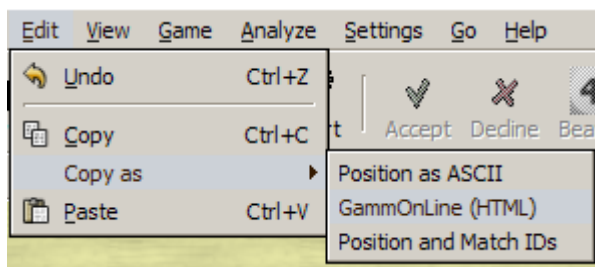 Edit View Game Analyze Settings Go Help
Undo Ctrl+Z
Copy Ctrl+C
Accept Decline
Copy as
Position as ASCII
Paste Ctrl+V
GammOnLine (HTML)
Position and Match IDs